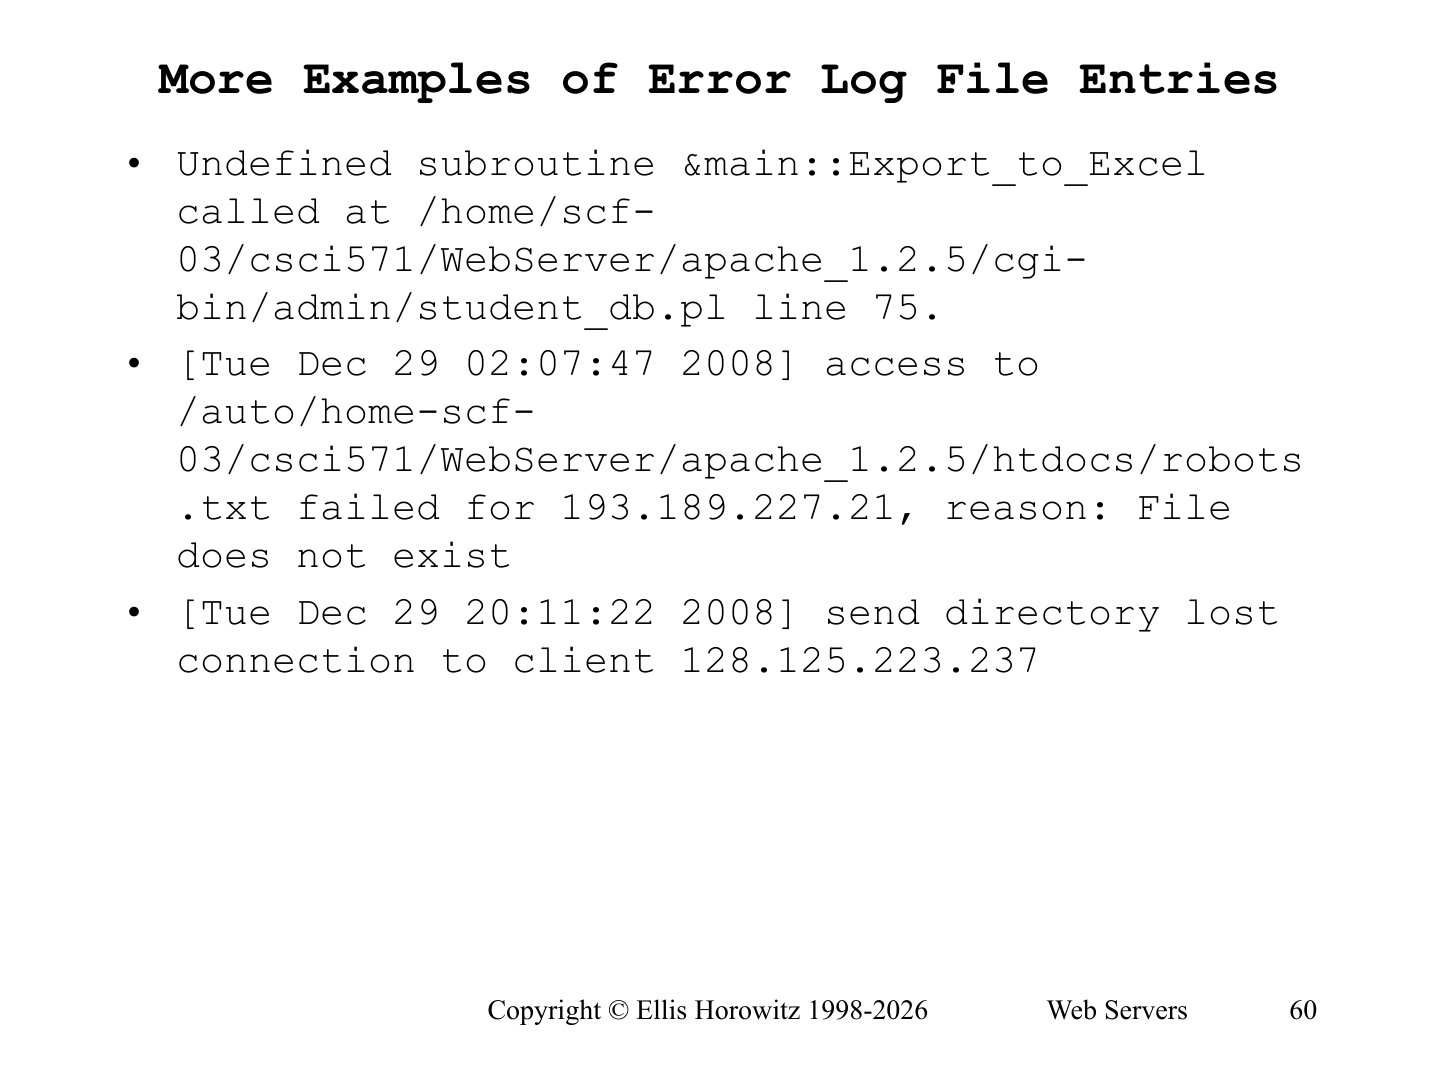 More Examples of Error Log File Entries
• Undefined subroutine &main::Export_to_Excel
called at /home/scf-
03/csci571/WebServer/apache_1.2.5/cgi-
bin/admin/student_db.pl line 75.
• [Tue Dec 29 02:07:47 2008] access to
/auto/home-scf-
03/csci571/WebServer/apache_1.2.5/htdocs/robots
.txt failed for 193.189.227.21, reason: File
does not exist
• [Tue Dec 29 20:11:22 2008] send directory lost
connection to client 128.125.223.237
Copyright © Ellis Horowitz 1998-2026 Web Servers 60